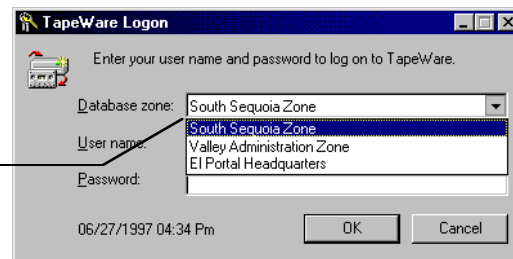 TapeWare Logon
Enter your user name and password to log on to TapeWare.
Database zone: South Sequoia Zone
South Sequoia Zone
User name: Valley Administration Zone
El Portal Headquarters
Password:
06/27/1997 04:34 Pm OK Cancel